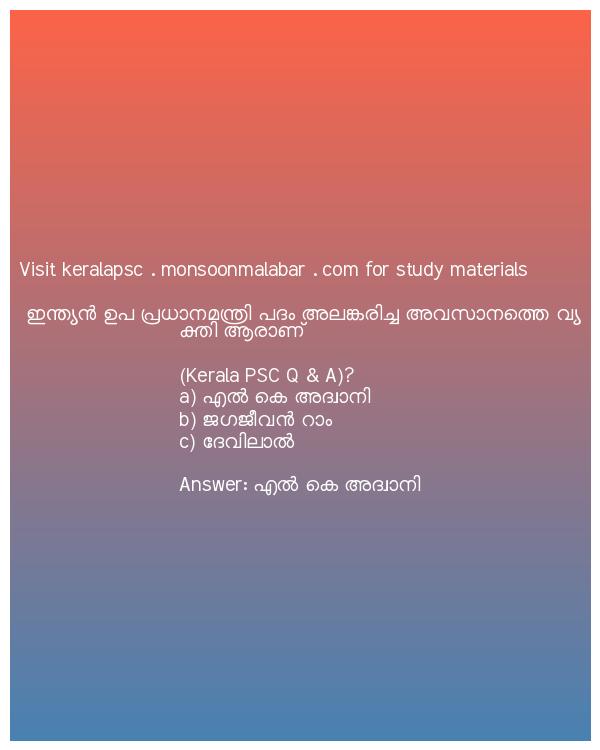 Visit keralapsc . monsoonmalabar . com for study materials
ഇന്ത്യൻ ഉപ പ്രധാനമന്ത്രി പദം അലങ്കരിച്ച അവസാനത്തെ വ്യ
ക്തി ആരാണ്
(Kerala PSC Q & A)?
a) എൽ കെ അദ്വാനി
b) ജഗജീവൻ റാം
c) ദേവിലാൽ
Answer: എൽ കെ അദ്വാനി